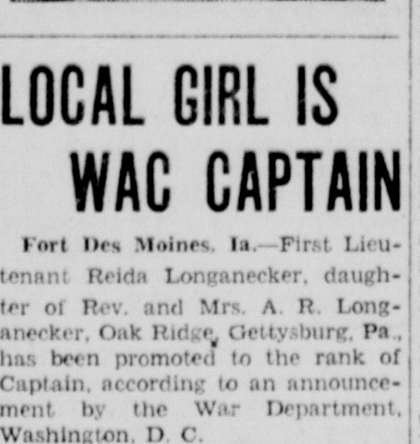 LOCAL GIRL IS
WAC CAPTAIN
Fort Des Moines, Ia.—First Lieu-
tenant Reida Longanecker, daugh-
ter of Rev. and Mrs. A. R. Long-
anecker, Oak Ridge, Gettysburg, Pa.,
has been promoted to the rank of
Captain, according to an announce-
ment by the War Department,
Washington, D. C.